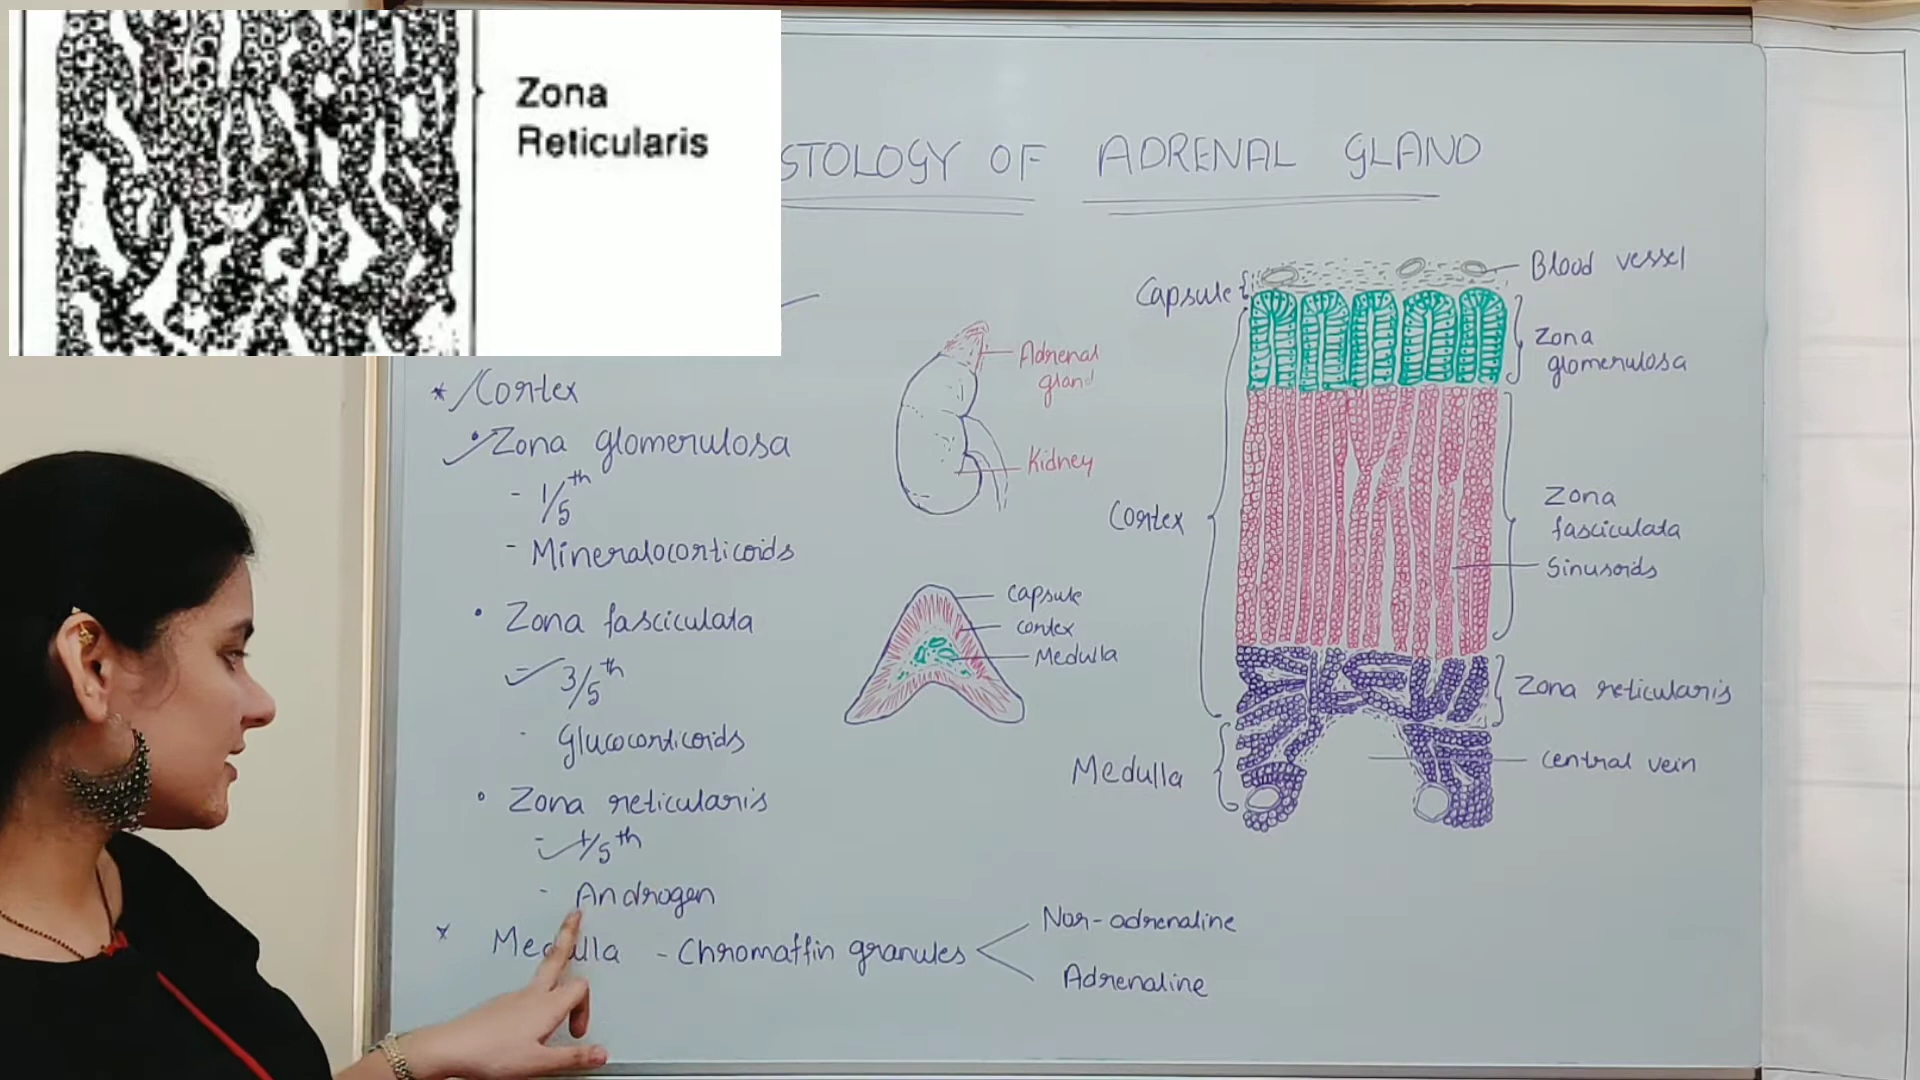 Zona
Reticularis
STOLOGY OF ADRENAL GLAND
* Cortex
• Zona glomerulosa
- 1/5th
- Mineralocorticoids
• Zona fasciculata
- 3/5th
- Glucocorticoids
• Zona reticularis
- 1/5th
- Androgen
* Medulla - Chromaffin granules
Nor-adrenaline
Adrenaline
Adrenal
gland
Kidney
capsule
cortex
Medulla
Capsule
Blood vessel
Zona
glomerulosa
Cortex
Zona
fasciculata
Sinusoids
Zona reticularis
Medulla
central vein